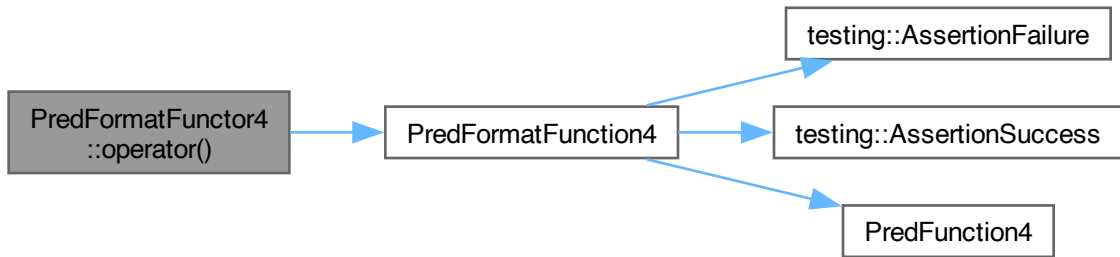 PredFormatFunctor4
::operator()
PredFormatFunction4
testing::AssertionFailure
testing::AssertionSuccess
PredFunction4